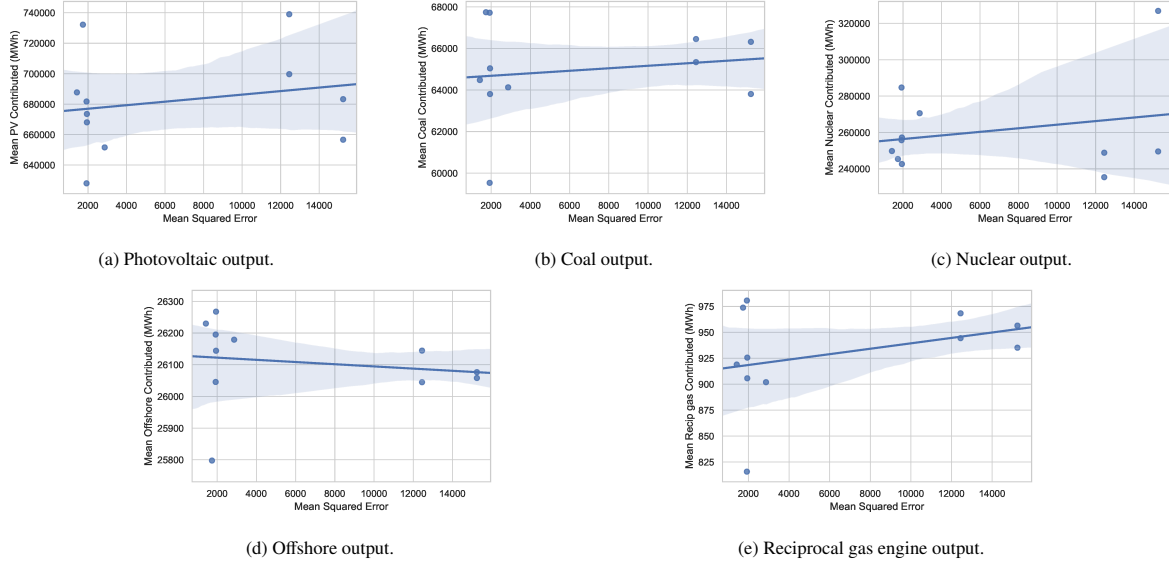 740000
720000
700000
680000
660000
640000
Mean PV Contributed (MWh)
2000 4000 6000 8000 10000 12000 14000
Mean Squared Error
(a) Photovoltaic output.
68000
66000
64000
62000
60000
Mean Coal Contributed (MWh)
2000 4000 6000 8000 10000 12000 14000
Mean Squared Error
(b) Coal output.
320000
300000
280000
260000
240000
Mean Nuclear Contributed (MWh)
2000 4000 6000 8000 10000 12000 14000
Mean Squared Error
(c) Nuclear output.
26300
26200
26100
26000
25900
25800
Mean Offshore Contributed (MWh)
2000 4000 6000 8000 10000 12000 14000
Mean Squared Error
(d) Offshore output.
975
950
925
900
875
850
825
Mean Recip gas Contributed (MWh)
2000 4000 6000 8000 10000 12000 14000
Mean Squared Error
(e) Reciprocal gas engine output.